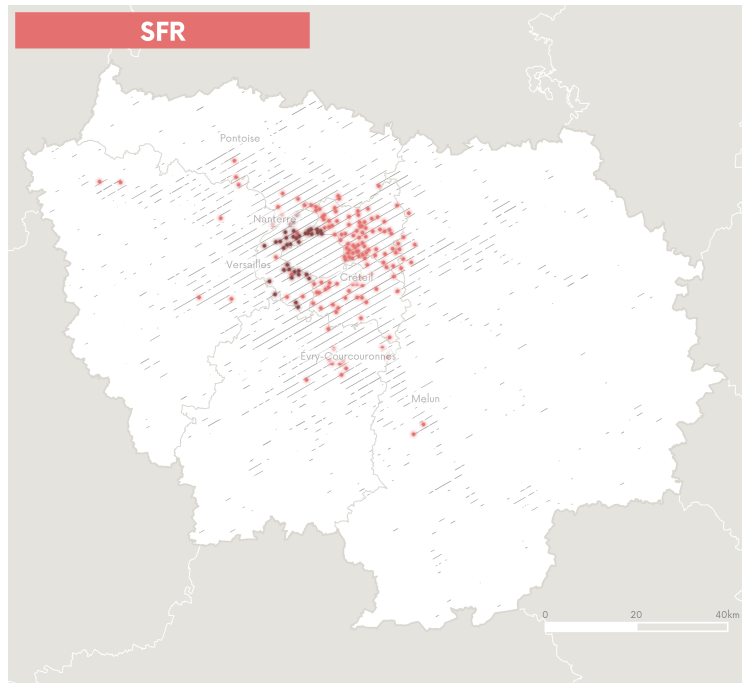 SFR
Pontoise
Nanterre
Versailles
Créteil
Évry-Courcouronnes
Melun
0 20 40km